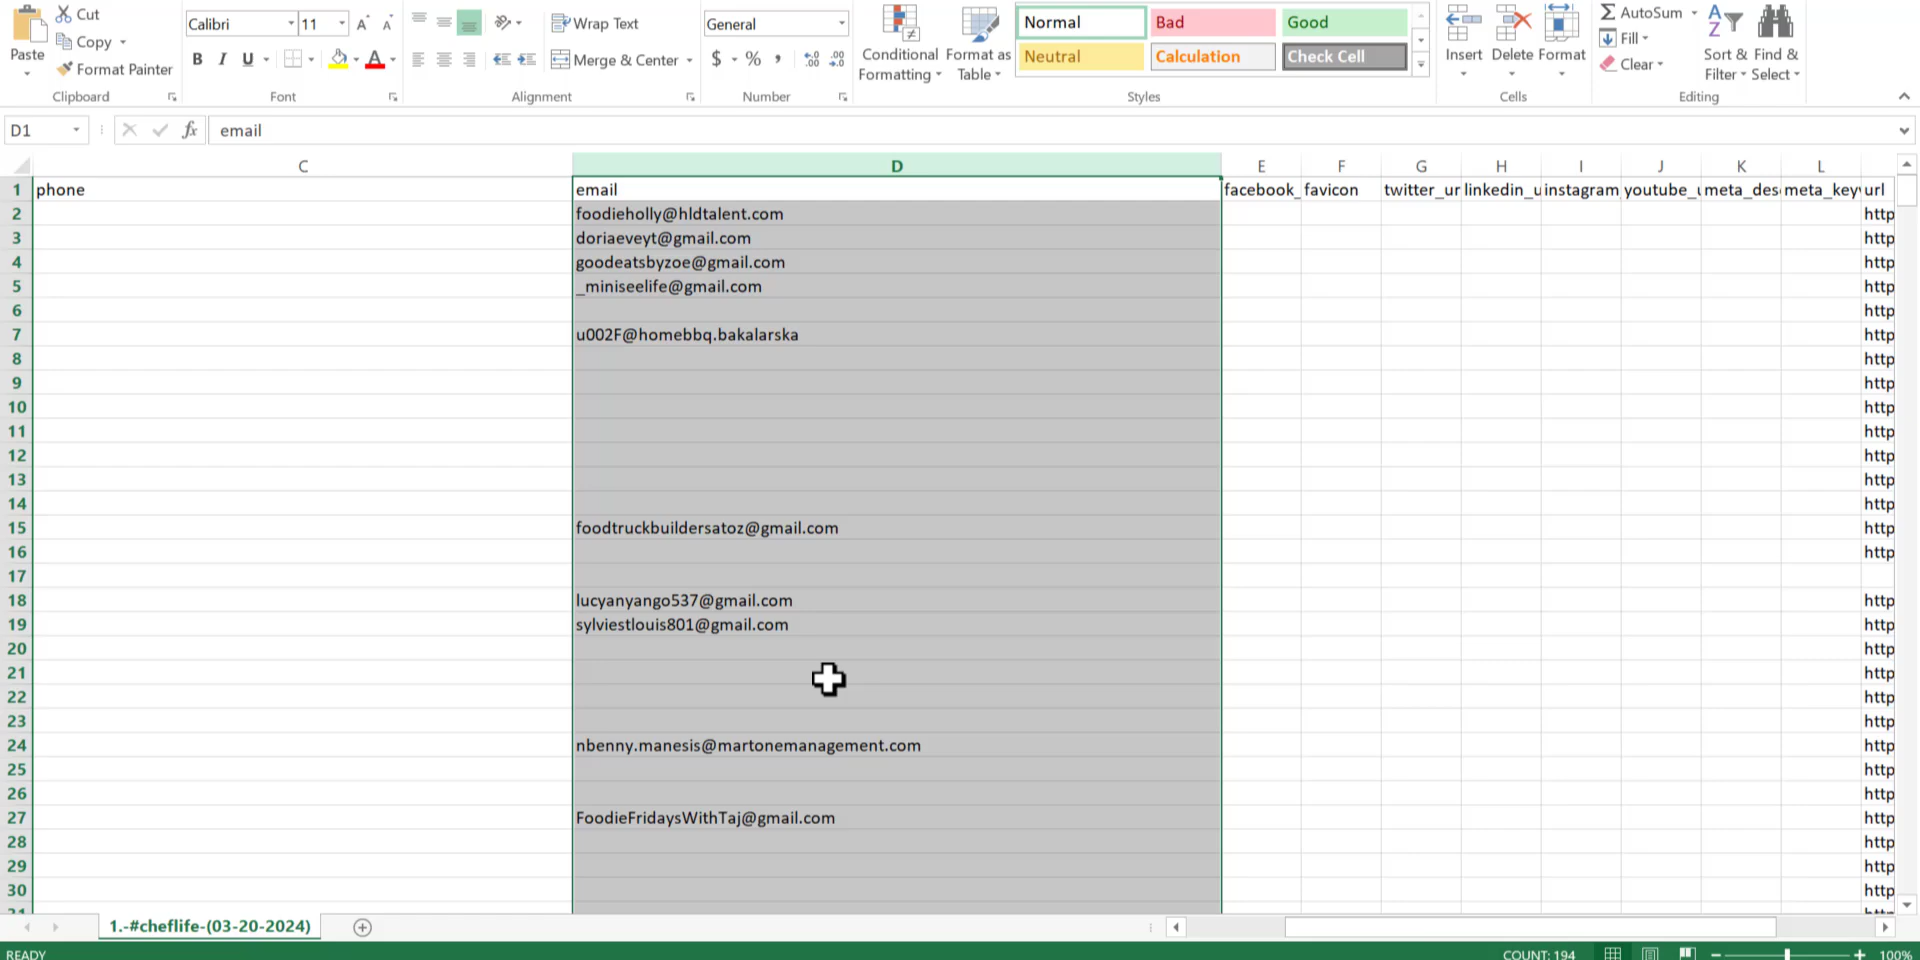 Cut
Copy
Format Painter
Paste
Clipboard
Calibri
11
B I U
A A
A
Font
Wrap Text
Merge & Center
Alignment
General
$ % ,
.00
.00
Number
Conditional
Formatting
Format as
Table
Normal
Bad
Good
Neutral
Calculation
Check Cell
Styles
Insert
Delete
Format
Cells
AutoSum
Fill
Clear
Sort &
Filter
Find &
Select
Editing
D1
fx
email
C D E F G H I J K L
1 phone email facebook_ favicon twitter_ur linkedin_u instagram youtube_u meta_des meta_key url
2 foodieholly@hldtalent.com http
3 doriaeveyt@gmail.com http
4 goodeatsbyzoe@gmail.com http
5 _miniseelife@gmail.com http
6 http
7 u002F@homebbq.bakalarska http
8 http
9 http
10 http
11 http
12 http
13 http
14 http
15 foodtruckbuildersatoz@gmail.com http
16 http
17
18 lucyanyango537@gmail.com http
19 sylviestlouis801@gmail.com http
20 http
21 http
22 http
23 http
24 nbenny.manesis@martonemanagement.com http
25 http
26 http
27 FoodieFridaysWithTaj@gmail.com http
28 http
29 http
30 http
1.-#cheflife-(03-20-2024)
READY
COUNT: 194
100%